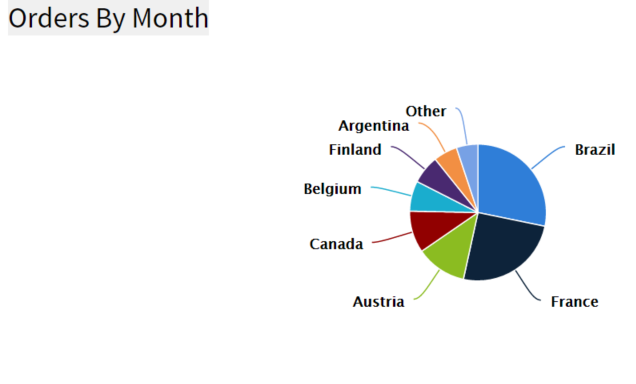 Orders By Month
Other
Argentina
Brazil
Finland
Belgium
Canada
Austria
France